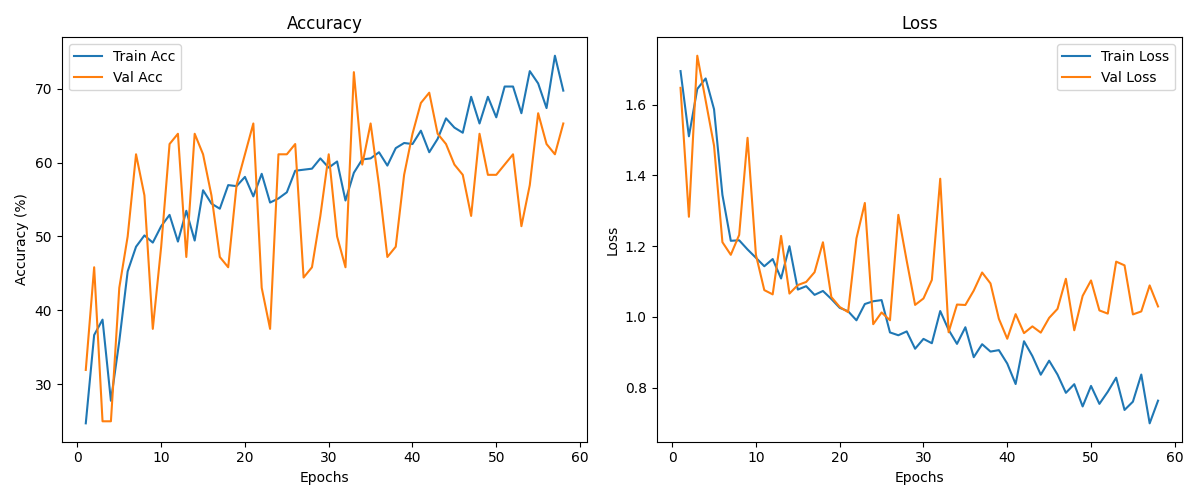 Accuracy
Train Acc
Val Acc
Accuracy (%)
70
60
50
40
30
0 10 20 30 40 50 60
Epochs
Loss
Train Loss
Val Loss
Loss
1.6
1.4
1.2
1.0
0.8
0 10 20 30 40 50 60
Epochs